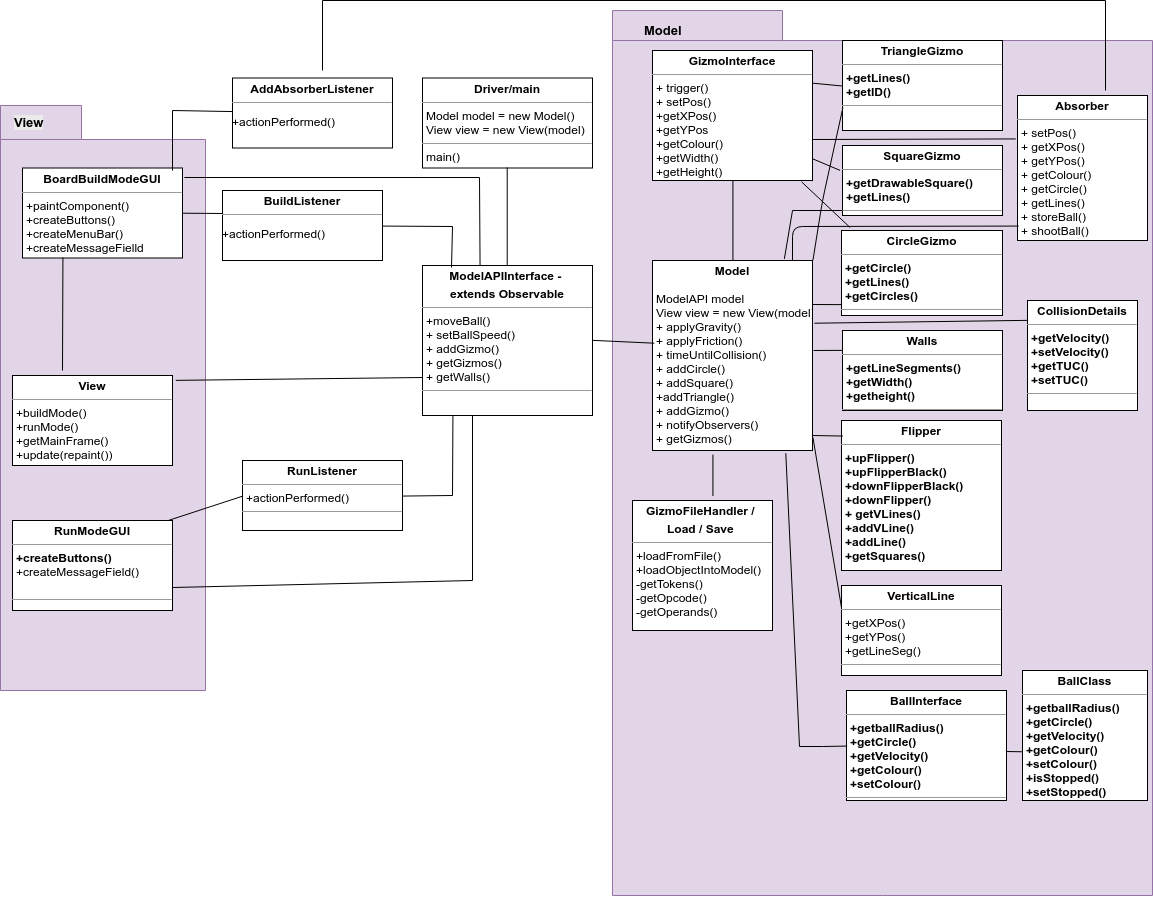 View
BoardBuildModeGUI
+paintComponent()
+createButtons()
+createMenuBar()
+createMessageFielld
View
+buildMode()
+runMode()
+getMainFrame()
+update(repaint())
RunModeGUI
+createButtons()
+createMessageField()
AddAbsorberListener
+actionPerformed()
BuildListener
+actionPerformed()
RunListener
+actionPerformed()
Driver/main
Model model = new Model()
View view = new View(model)
main()
ModelAPIInterface -
extends Observable
+moveBall()
+ setBallSpeed()
+ addGizmo()
+ getGizmos()
+ getWalls()
Model
GizmoInterface
+ trigger()
+ setPos()
+getXPos()
+getYPos
+getColour()
+getWidth()
+getHeight()
Model
ModelAPI model
View view = new View(model
+ applyGravity()
+ applyFriction()
+ timeUntilCollision()
+ addCircle()
+ addSquare()
+addTriangle()
+ addGizmo()
+ notifyObservers()
+ getGizmos()
GizmoFileHandler /
Load / Save
+loadFromFile()
+loadObjectIntoModel()
-getTokens()
-getOpcode()
-getOperands()
TriangleGizmo
+getLines()
+getID()
SquareGizmo
+getDrawableSquare()
+getLines()
CircleGizmo
+getCircle()
+getLines()
+getCircles()
Walls
+getLineSegments()
+getWidth()
+getheight()
Flipper
+upFlipper()
+upFlipperBlack()
+downFlipperBlack()
+downFlipper()
+ getVLines()
+addVLine()
+addLine()
+getSquares()
VerticalLine
+getXPos()
+getYPos()
+getLineSeg()
BallInterface
+getballRadius()
+getCircle()
+getVelocity()
+getColour()
+setColour()
Absorber
+ setPos()
+ getXPos()
+ getYPos()
+ getColour()
+ getCircle()
+ getLines()
+ storeBall()
+ shootBall()
CollisionDetails
+getVelocity()
+setVelocity()
+getTUC()
+setTUC()
BallClass
+getballRadius()
+getCircle()
+getVelocity()
+getColour()
+setColour()
+isStopped()
+setStopped()